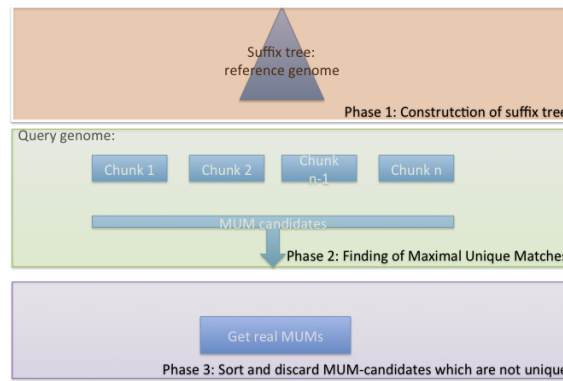 Suffix tree:
reference genome
Phase 1: Construtction of suffix tree
Query genome:
Chunk 1
Chunk 2
Chunk
n-1
Chunk n
MUM candidates
Phase 2: Finding of Maximal Unique Matches
Get real MUMs
Phase 3: Sort and discard MUM-candidates which are not unique